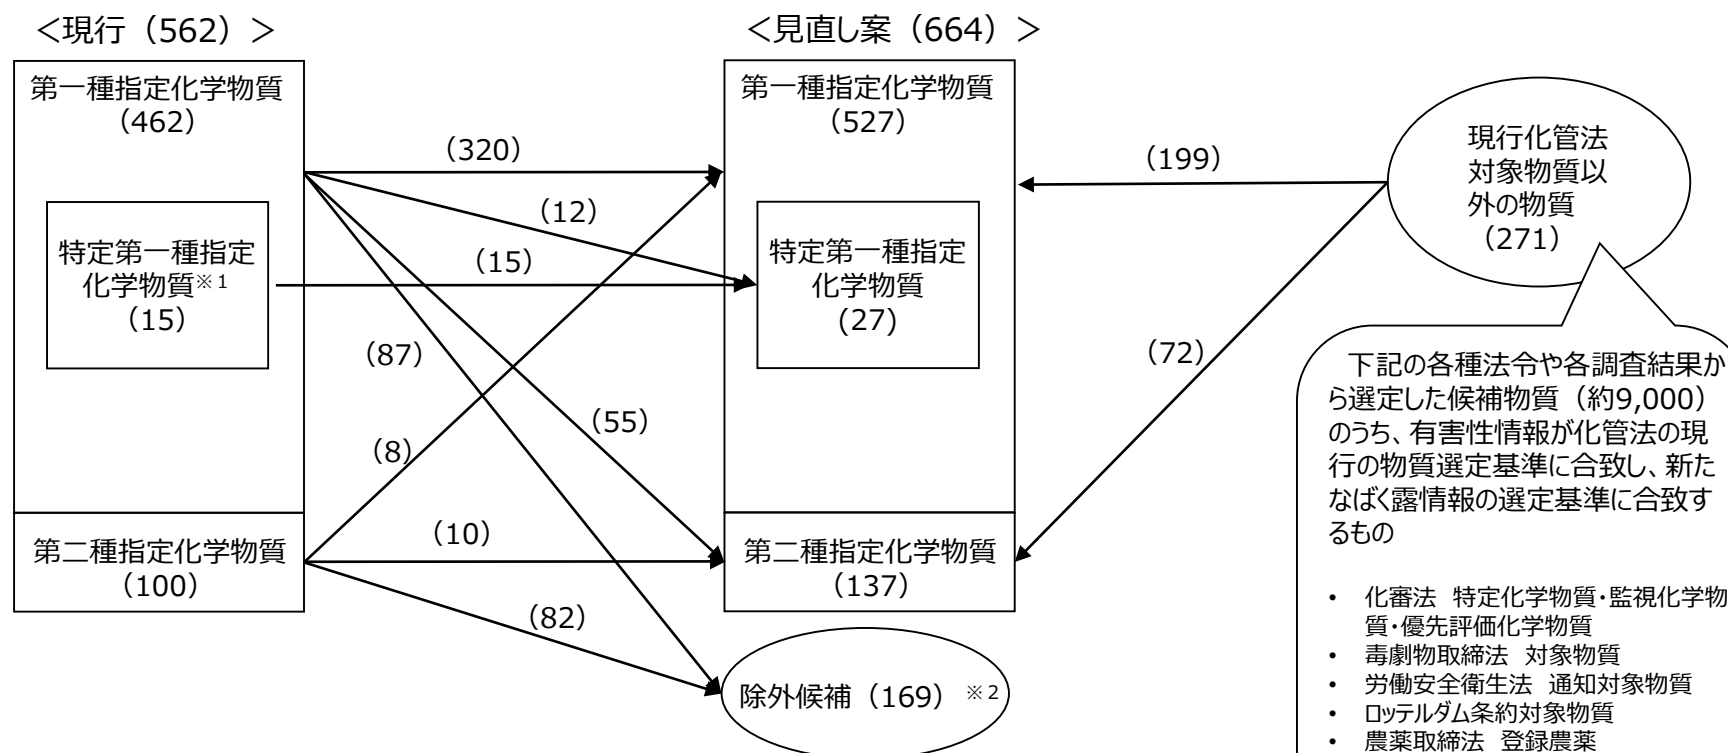 ＜現行（562）＞
第一種指定化学物質
（462）
特定第一種指定
化学物質※1
（15）
第二種指定化学物質
（100）
（320）
（12）
（15）
（87）
（55）
（8）
（10）
（82）
＜見直し案（664）＞
第一種指定化学物質
（527）
特定第一種指定
化学物質
(27)
第二種指定化学物質
（137）
除外候補（169）※2
（199）
（72）
現行化管法
対象物質以
外の物質
（271）
下記の各種法令や各調査結果か
ら選定した候補物質（約9,000）
のうち、有害性情報が化管法の現
行の物質選定基準に合致し、新た
なばく露情報の選定基準に合致す
るもの
• 化審法 特定化学物質・監視化学物
質・優先評価化学物質
• 毒劇物取締法 対象物質
• 労働安全衛生法 通知対象物質
• ロッテルダム条約対象物質
• 農薬取締法 登録農薬